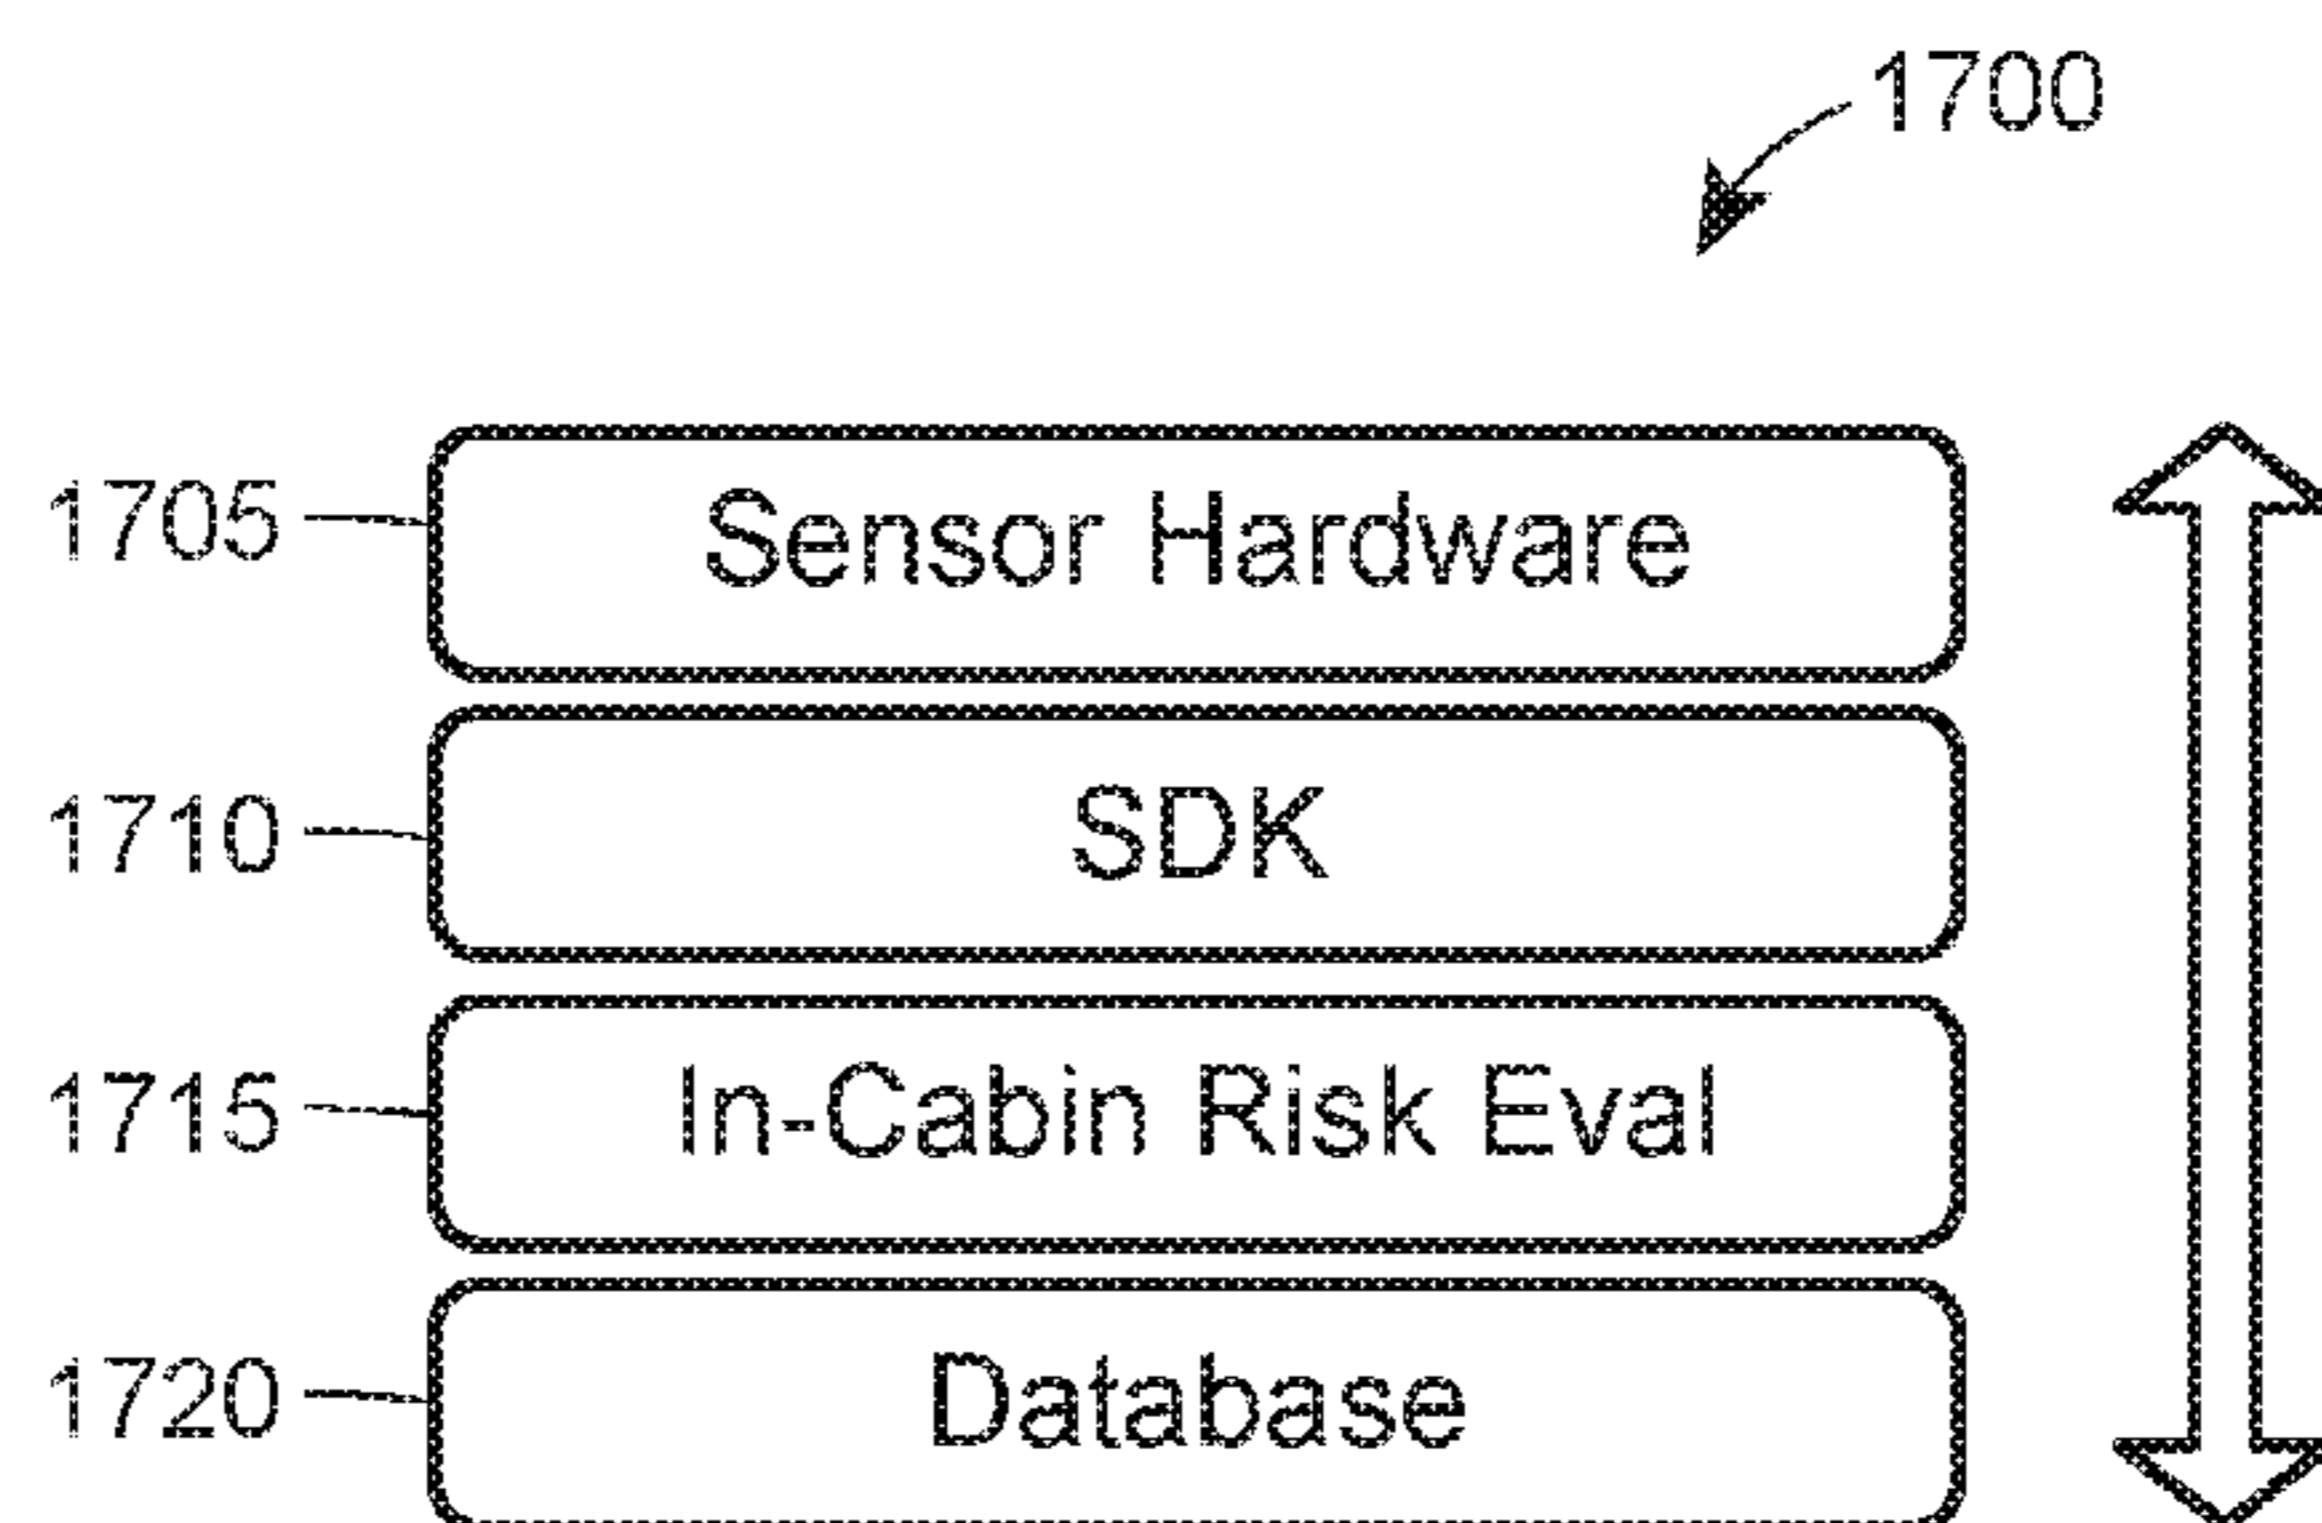 1700
1705 Sensor Hardware
1710 SDK
1715 In-Cabin Risk Eval
1720 Database